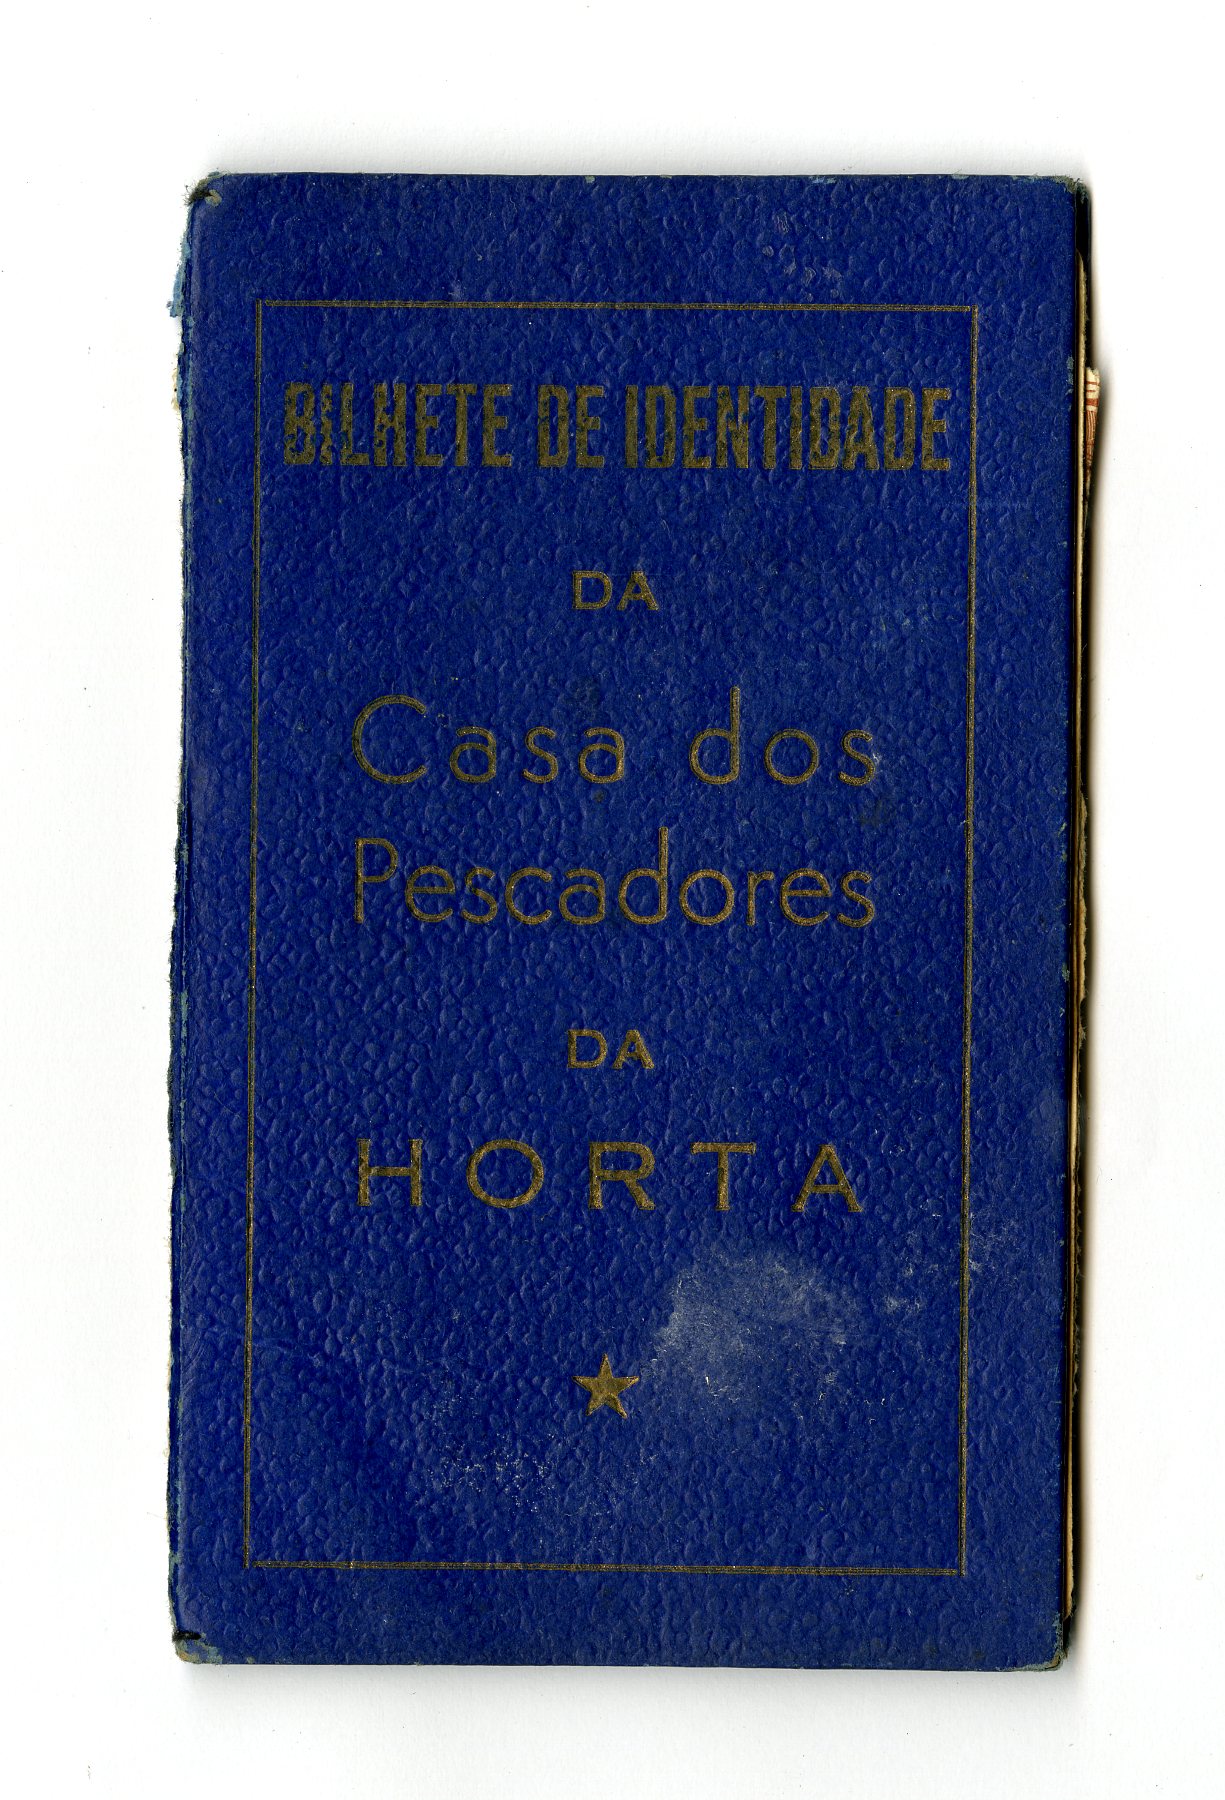 BILHETE DE IDENTIDADE
DA
Casa dos
Pescadores
DA
HORTA